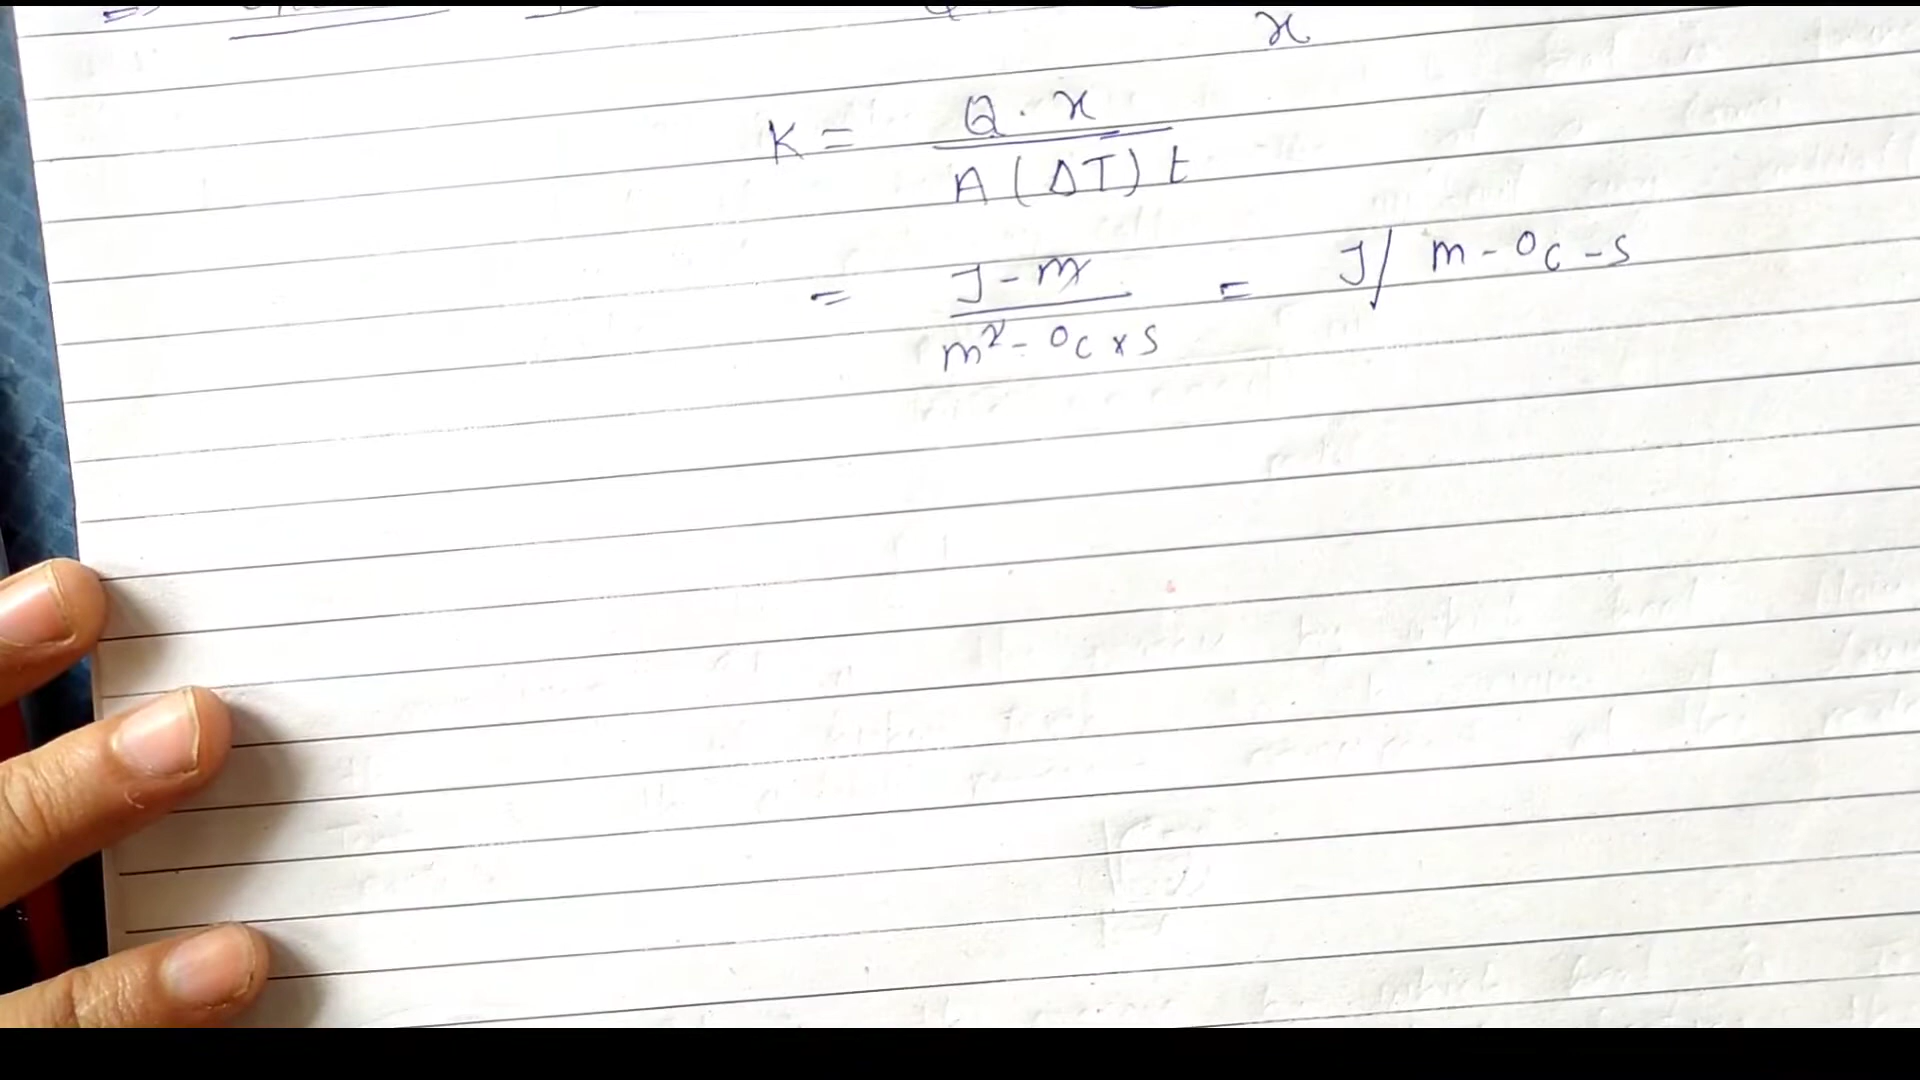 x
K = Q . x / A (ΔT) t
= J - m / m² - °C x s = J/ m - °C - s